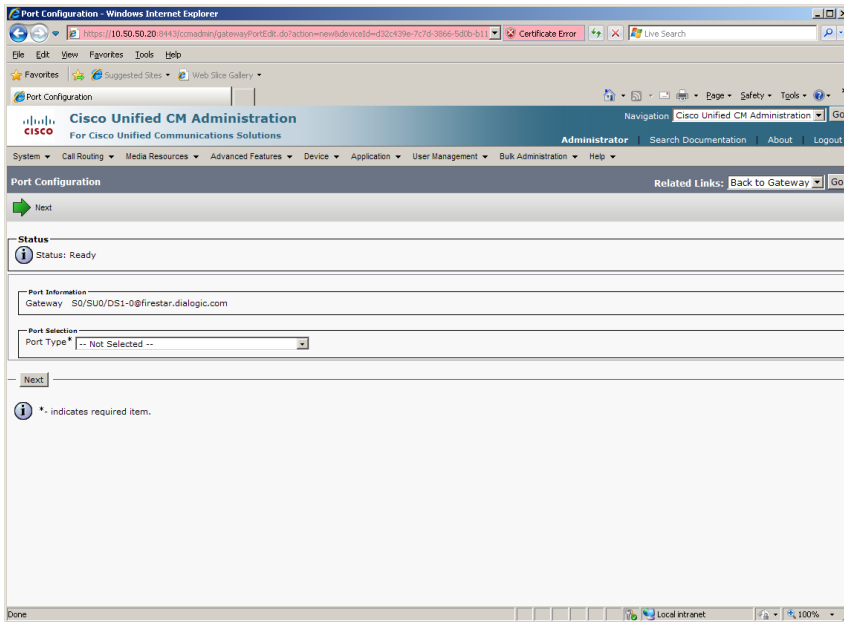 Port Configuration - Windows Internet Explorer
https://10.50.50.20:8443/ccmadmin/gatewayPortEdit.do?action=new&deviceId=d32c439e-7c7d-3866-5d0b-b11 Certificate Error Live Search
File Edit View Favorites Tools Help
Favorites Suggested Sites Web Slice Gallery
Port Configuration Page Safety Tools
CISCO
Cisco Unified CM Administration
For Cisco Unified Communications Solutions
Navigation Cisco Unified CM Administration Go
Administrator Search Documentation About Logout
System Call Routing Media Resources Advanced Features Device Application User Management Bulk Administration Help
Port Configuration Related Links: Back to Gateway Go
Next
Status
Status: Ready
Port Information
Gateway S0/SU0/DS1-0@firestar.dialogic.com
Port Selection
Port Type* -- Not Selected --
Next
*- indicates required item.
Done Local intranet 100%